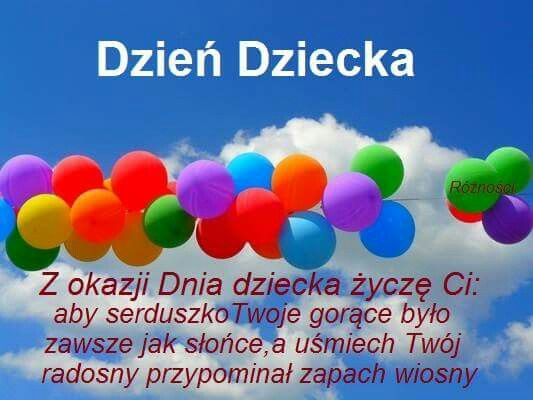 Dzień Dziecka
Różności
Z okazji Dnia dziecka życzę Ci:
aby serduszkoTwoje gorące było
zawsze jak słońce,a uśmiech Twój
radosny przypominał zapach wiosny